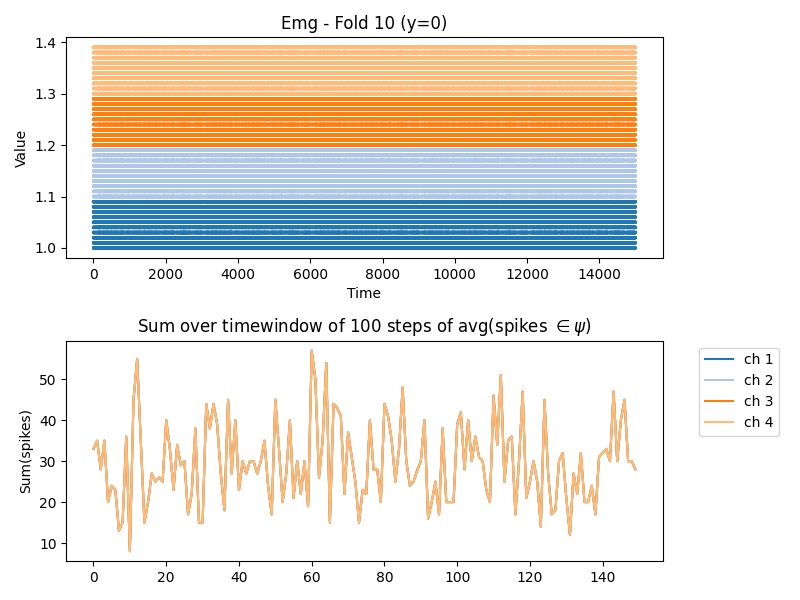 Emg - Fold 10 (y=0)
1.4
1.3
1.2
1.1
1.0
Value
0 2000 4000 6000 8000 10000 12000 14000
Time
Sum over timewindow of 100 steps of avg(spikes ∈ ψ)
50
40
30
20
10
Sum(spikes)
0 20 40 60 80 100 120 140
ch 1
ch 2
ch 3
ch 4